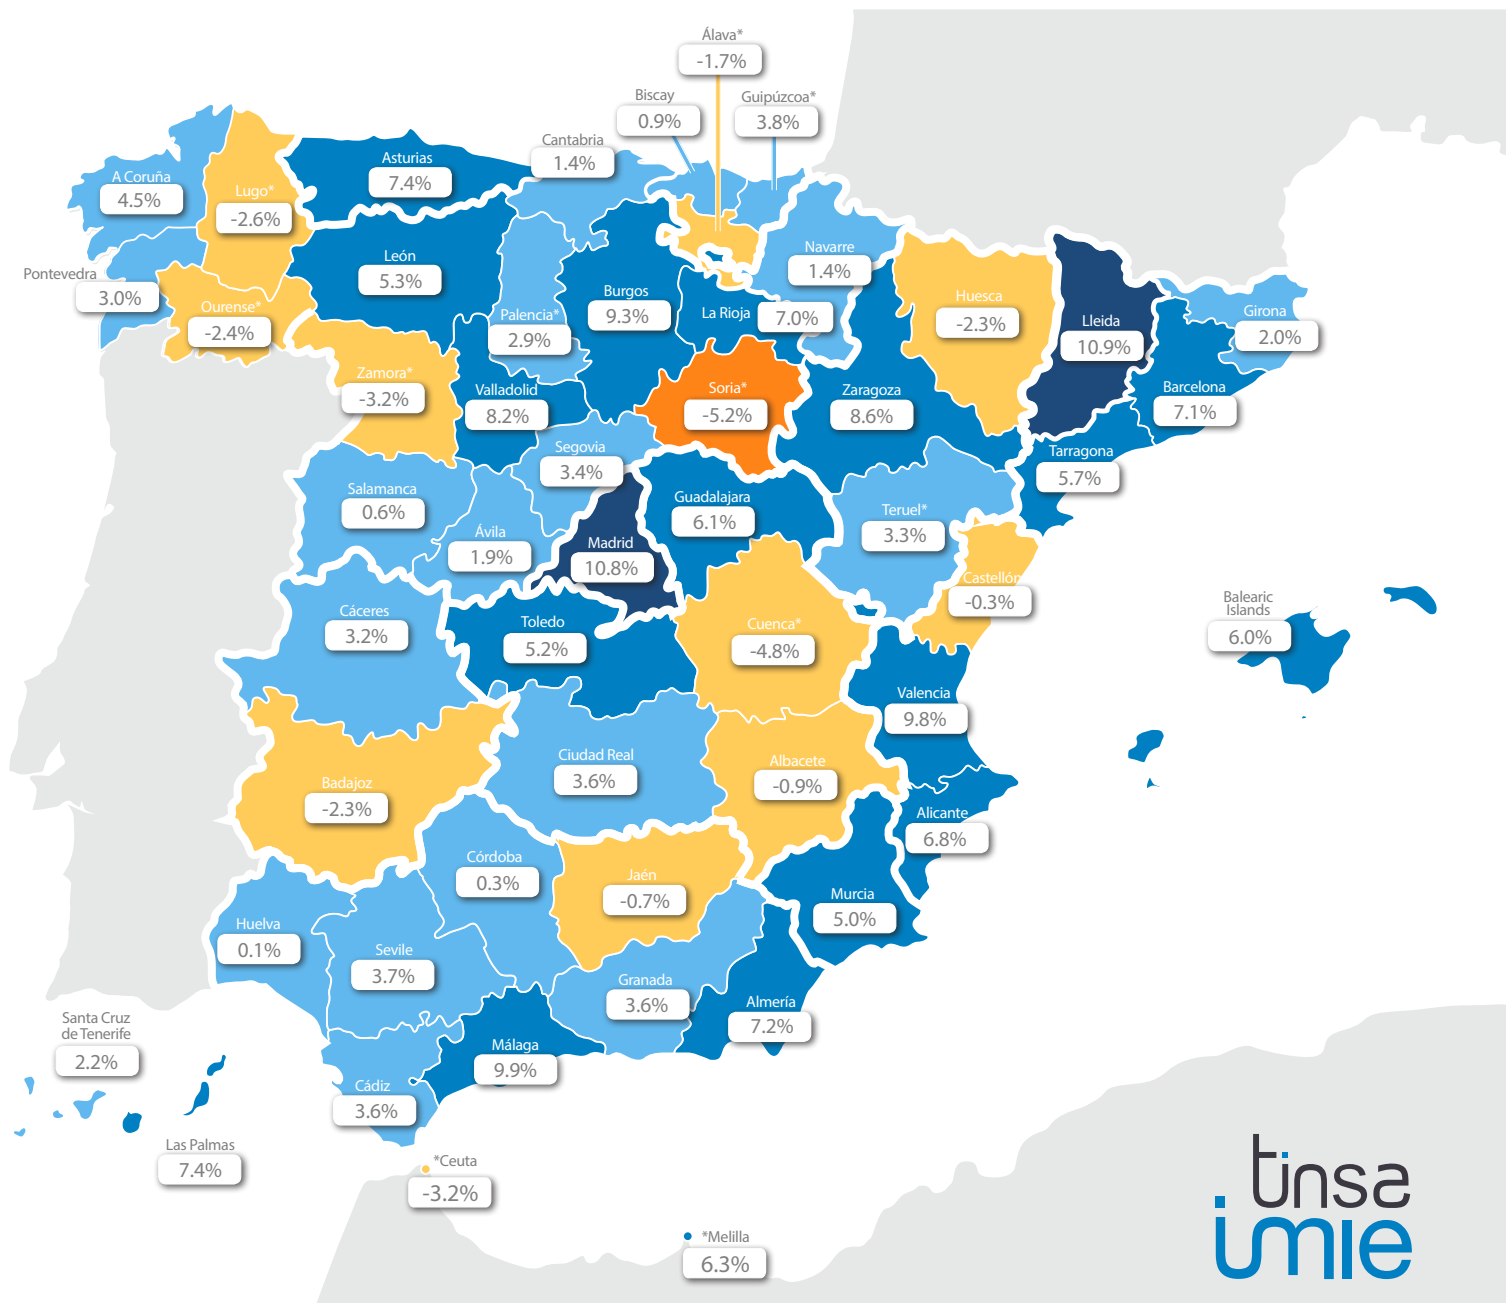 Álava*
-1.7%
Biscay
0.9%
Guipúzcoa*
3.8%
Cantabria
1.4%
Asturias
7.4%
A Coruña
4.5%
Lugo*
-2.6%
León
5.3%
Navarre
1.4%
Pontevedra
3.0%
Ourense*
-2.4%
Palencia*
2.9%
Burgos
9.3%
La Rioja
7.0%
Huesca
-2.3%
Lleida
10.9%
Girona
2.0%
Zamora*
-3.2%
Valladolid
8.2%
Soria*
-5.2%
Zaragoza
8.6%
Barcelona
7.1%
Segovia
3.4%
Tarragona
5.7%
Salamanca
0.6%
Guadalajara
6.1%
Teruel*
3.3%
Ávila
1.9%
Madrid
10.8%
Castellón
-0.3%
Cáceres
3.2%
Toledo
5.2%
Cuenca*
-4.8%
Balearic
Islands
6.0%
Valencia
9.8%
Ciudad Real
3.6%
Albacete
-0.9%
Badajoz
-2.3%
Alicante
6.8%
Córdoba
0.3%
Jaén
-0.7%
Murcia
5.0%
Huelva
0.1%
Sevile
3.7%
Granada
3.6%
Almería
7.2%
Santa Cruz
de Tenerife
2.2%
Málaga
9.9%
Cádiz
3.6%
Las Palmas
7.4%
*Ceuta
-3.2%
*Melilla
6.3%
tinsa
imie